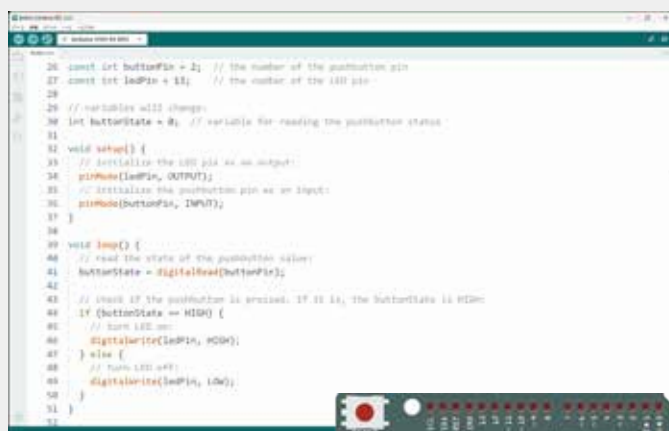 26 const int buttonPin = 2; // the number of the pushbutton pin
27 const int ledPin = 13; // the number of the LED pin
28
29 // variables will change:
30 int buttonState = 0; // variable for reading the pushbutton status
31
32 void setup() {
33 // initialize the LED pin as an output:
34 pinMode(ledPin, OUTPUT);
35 // initialize the pushbutton pin as an input:
36 pinMode(buttonPin, INPUT);
37 }
38
39 void loop() {
40 // read the state of the pushbutton value:
41 buttonState = digitalRead(buttonPin);
42
43 // check if the pushbutton is pressed. If it is, the buttonState is HIGH:
44 if (buttonState == HIGH) {
45 // turn LED on:
46 digitalWrite(ledPin, HIGH);
47 } else {
48 // turn LED off:
49 digitalWrite(ledPin, LOW);
50 }
51 }
52